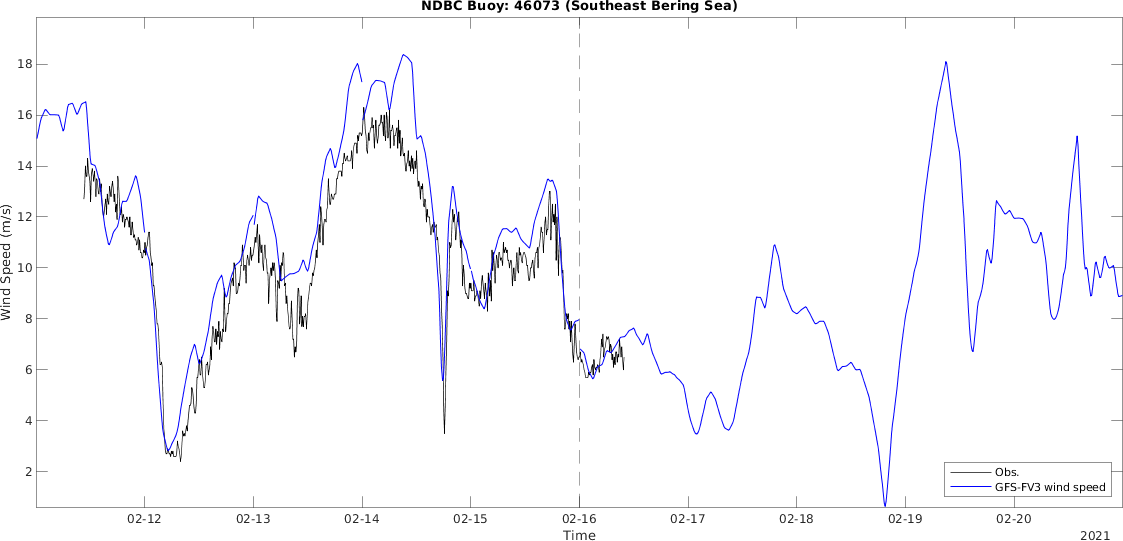 NDBC Buoy: 46073 (Southeast Bering Sea)
Wind Speed (m/s)
18
16
14
12
10
8
6
4
2
02-12 02-13 02-14 02-15 02-16 02-17 02-18 02-19 02-20
Time
2021
Obs.
GFS-FV3 wind speed